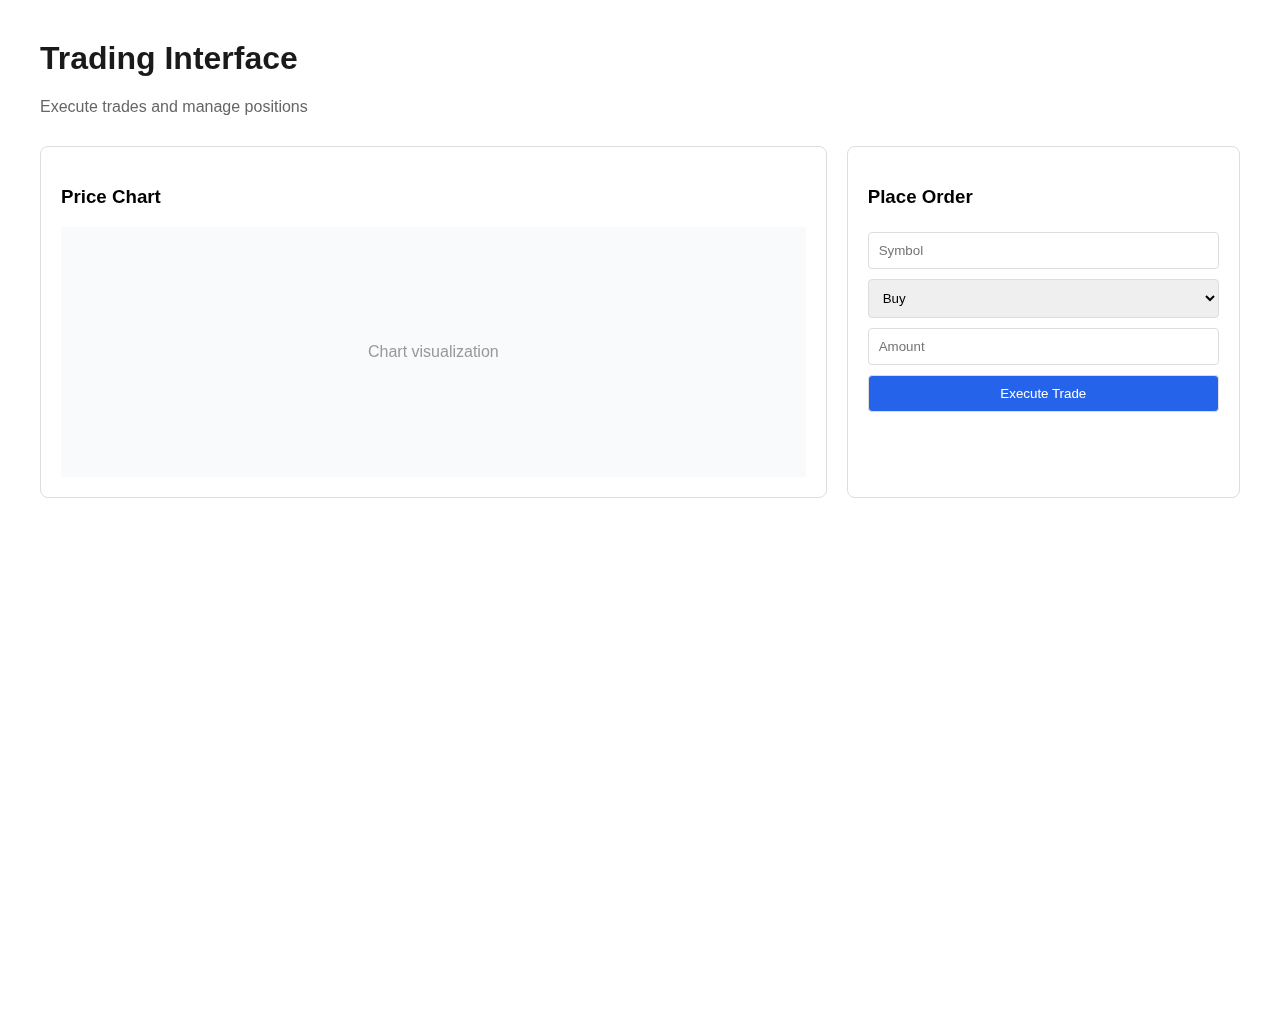 Trading Interface
Execute trades and manage positions
Price Chart
Chart visualization
Place Order
Symbol
Buy
Amount
Execute Trade